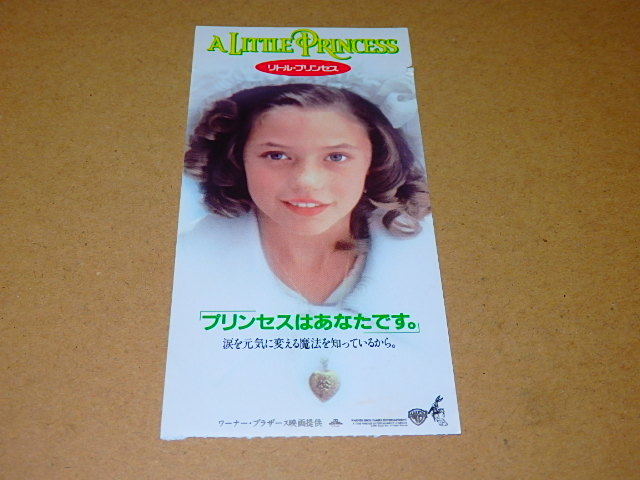 A LITTLE PRINCESS
リトル・プリンセス
「プリンセスはあなたです。」
涙を元気に変える魔法を知っているから。
ワーナー・ブラザース映画提供